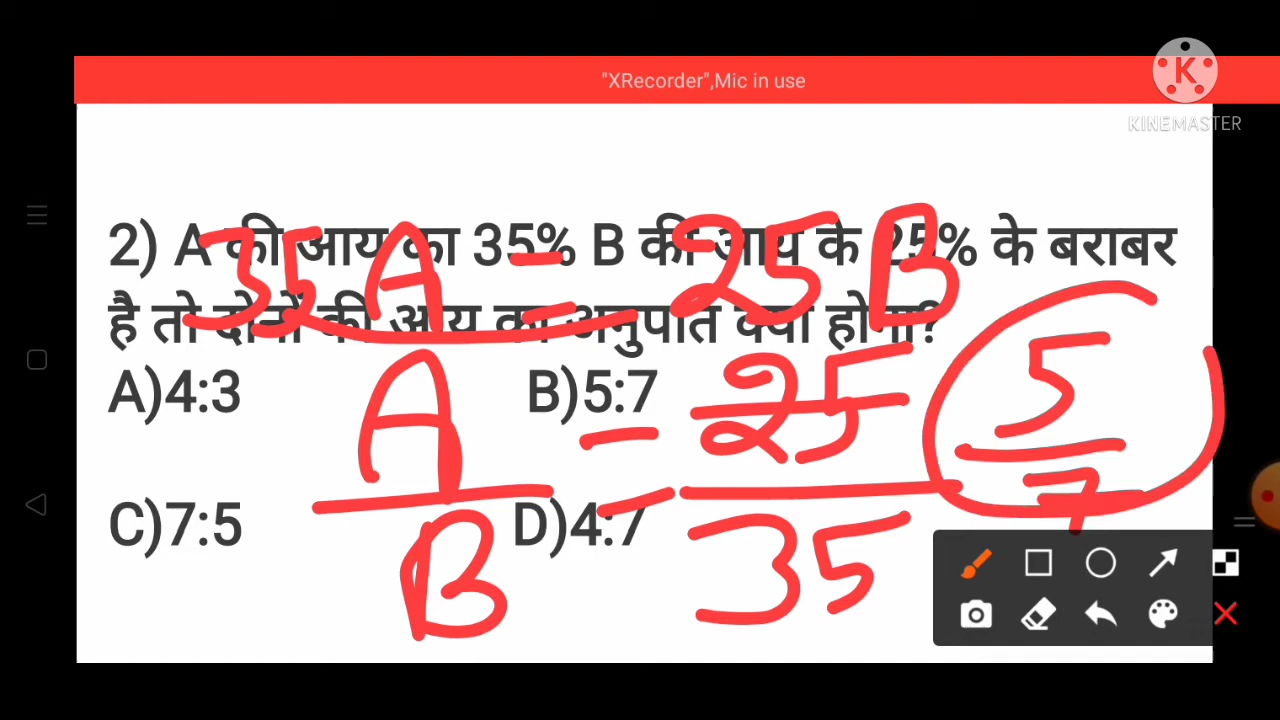 "XRecorder",Mic in use
K
KINEMASTER
2) A की आय का 35% B की आय के 25% के बराबर
है तो दोनों की आय का अनुपात क्या होगा?
A)4:3 B)5:7
C)7:5 D)4:7
35A = 25B
A/B = 25/35
5/7